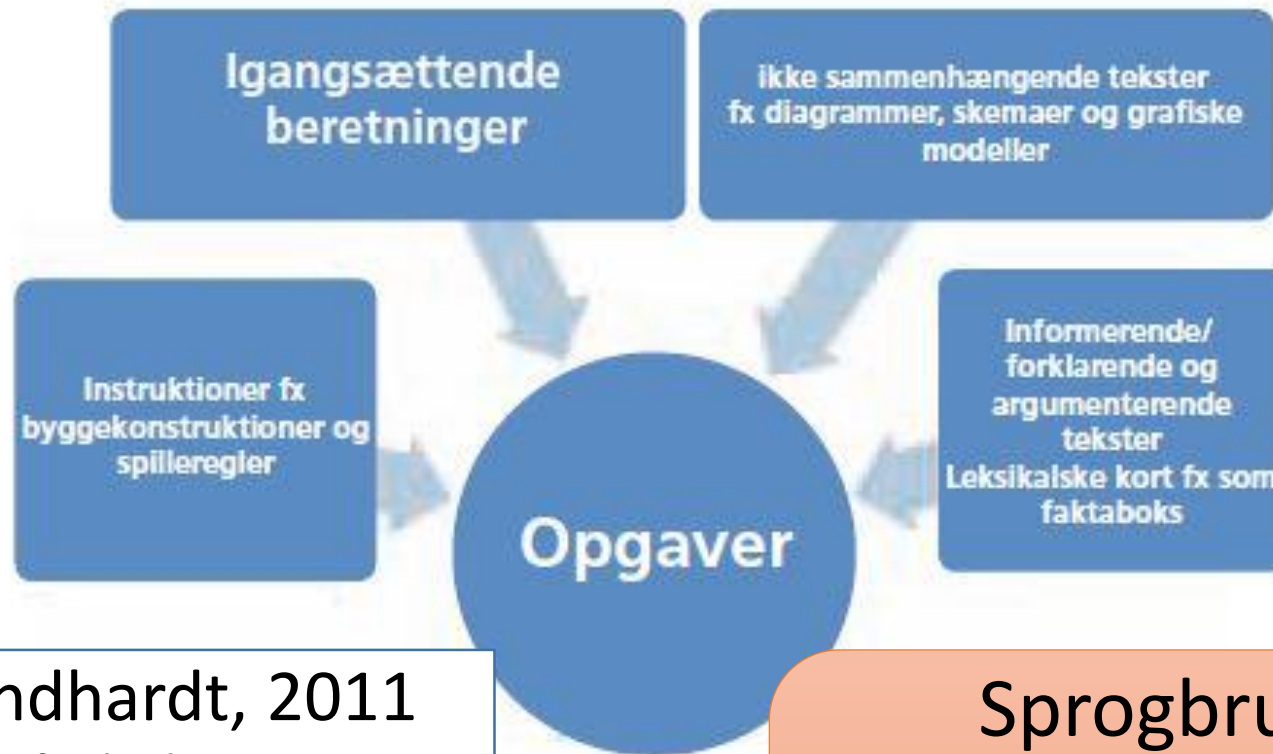 Igangsættende
beretninger
ikke sammenhængende tekster
fx diagrammer, skemaer og grafiske
modeller
Instruktioner fx
byggekonstruktioner og
spilleregler
Informerende/
forklarende og
argumenterende
tekster
Leksikalske kort fx som
faktaboks
Opgaver
ndhardt, 2011
Sprogbru